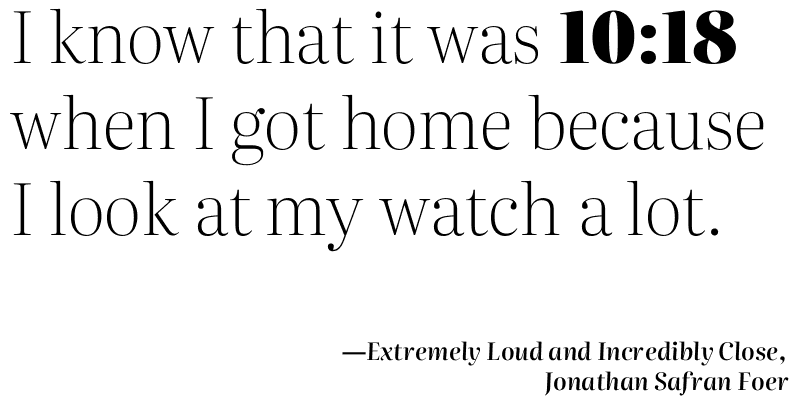 I know that it was 10:18
when I got home because
I look at my watch a lot.
—Extremely Loud and Incredibly Close,
Jonathan Safran Foer